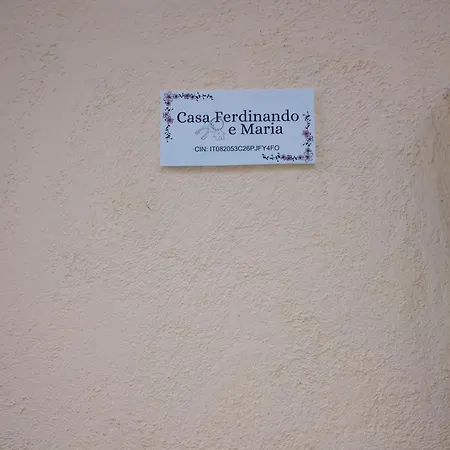 Casa Ferdinando
e Maria
CIN: IT082053C26PJFY4FO